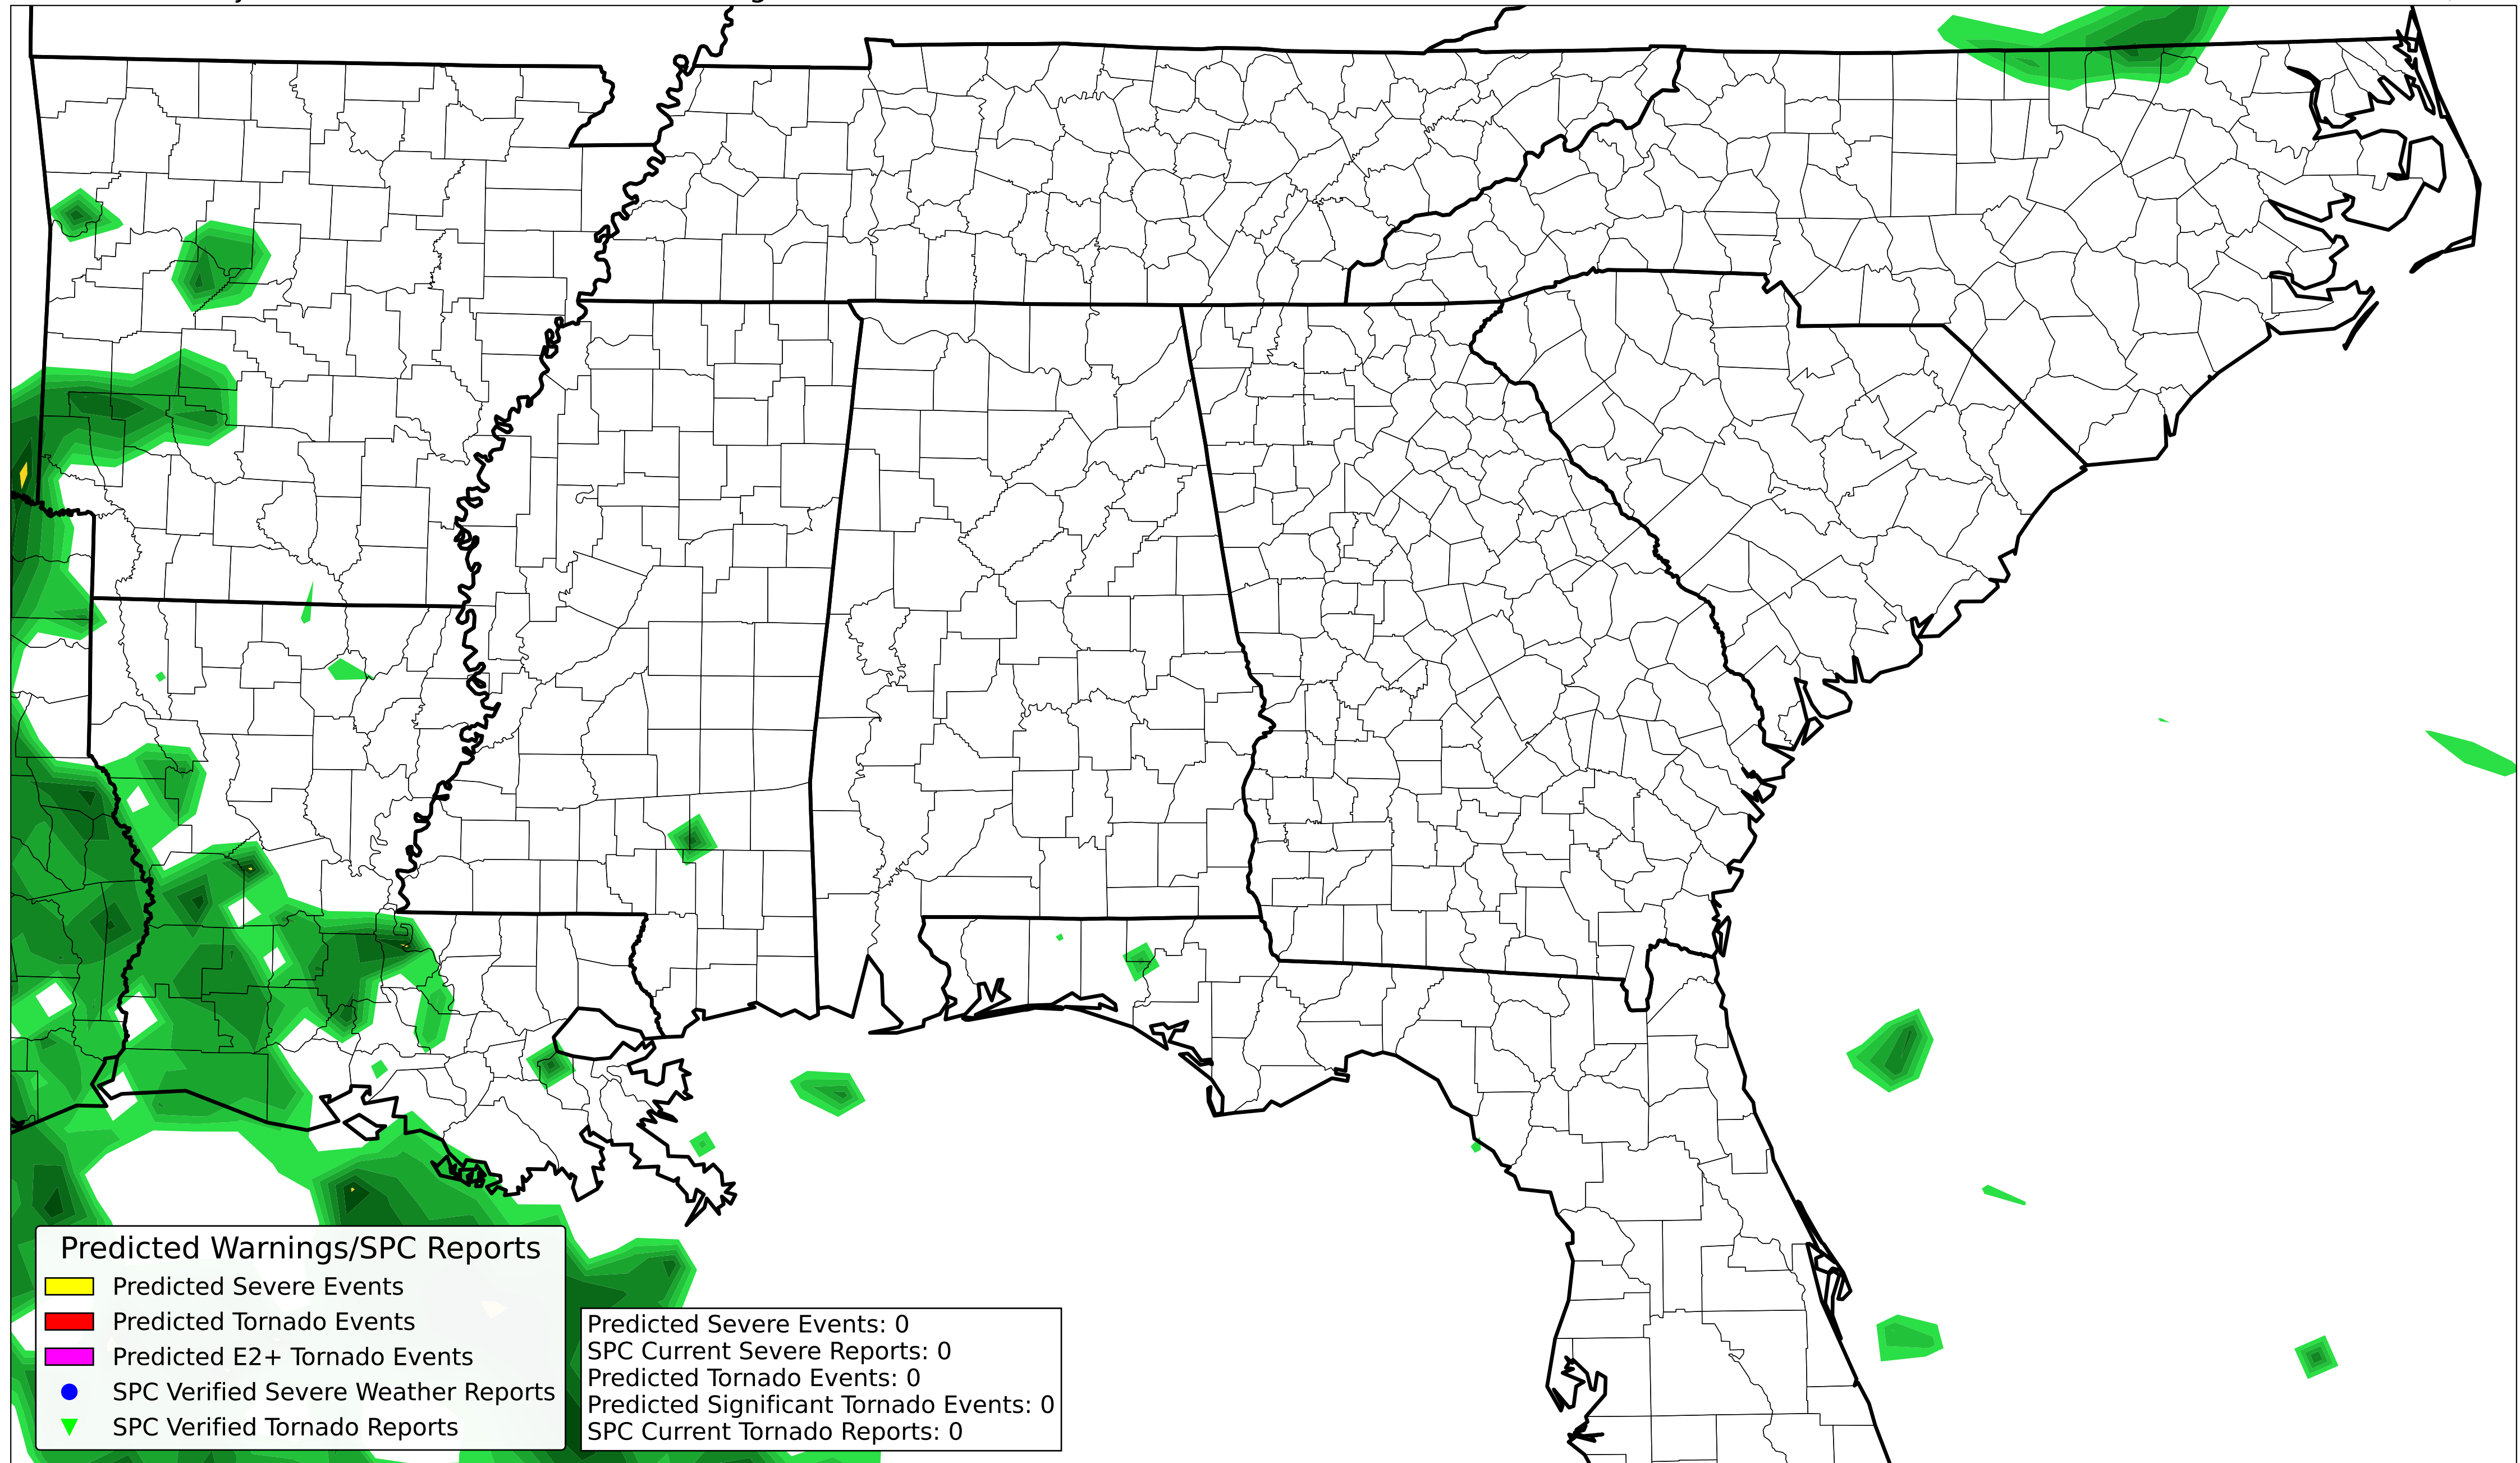 Predicted Warnings/SPC Reports
Predicted Severe Events
Predicted Tornado Events
Predicted E2+ Tornado Events
SPC Verified Severe Weather Reports
SPC Verified Tornado Reports
Predicted Severe Events: 0
SPC Current Severe Reports: 0
Predicted Tornado Events: 0
Predicted Significant Tornado Events: 0
SPC Current Tornado Reports: 0